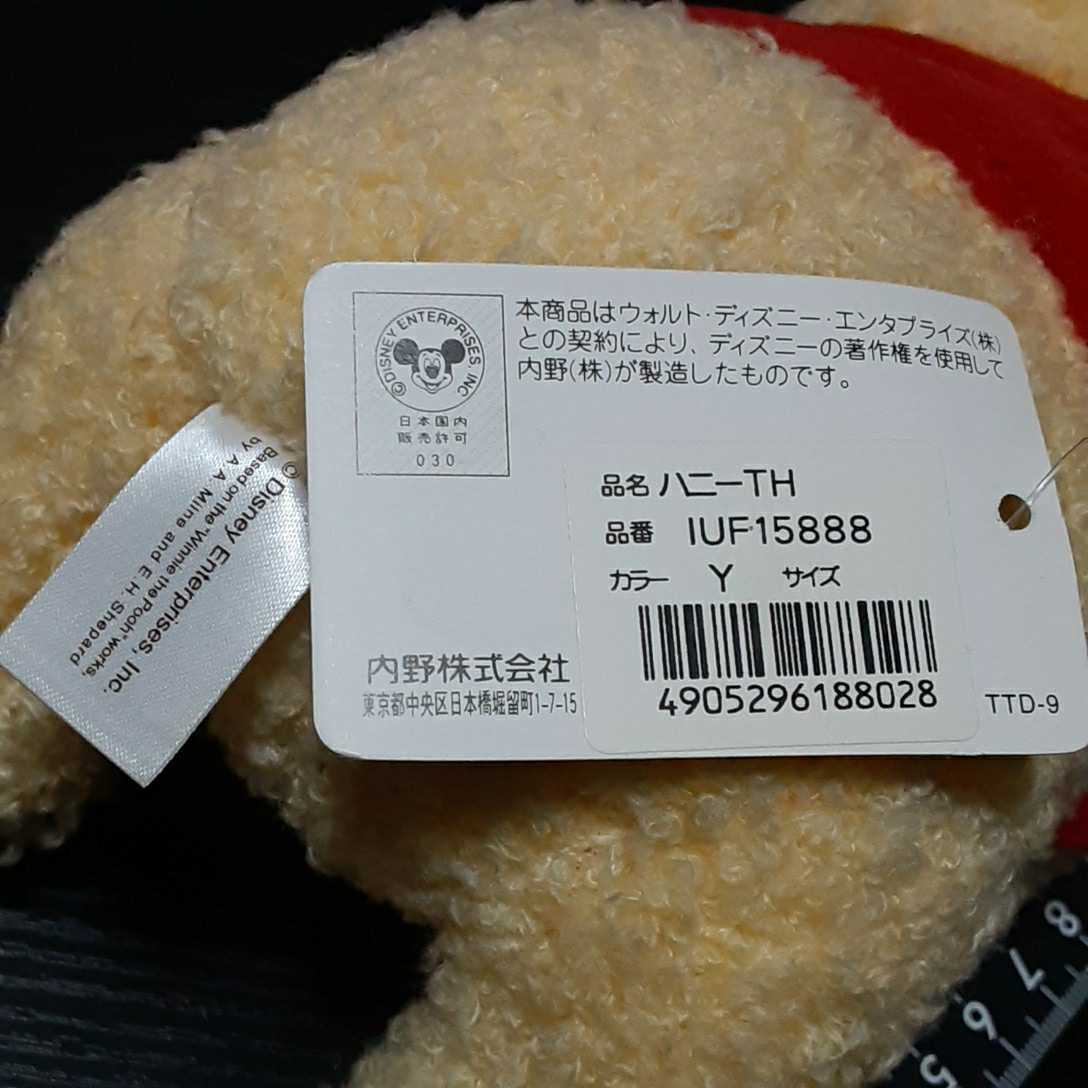 ©DISNEY ENTERPRISES, INC
日本国内
販売許可
030
本商品はウォルト・ディズニー・エンタプライズ(株)
との契約により、ディズニーの著作権を使用して
内野(株)が製造したものです。
品名 ハニーTH
品番 IUF15888
カラー Y サイズ
4905296188028
内野株式会社
東京都中央区日本橋堀留町1-7-15
TTD-9
© Disney Enterprises, Inc.
Based on the "Winnie the Pooh" works,
by A. A. Milne and E. H. Shepard
8
7
6
5